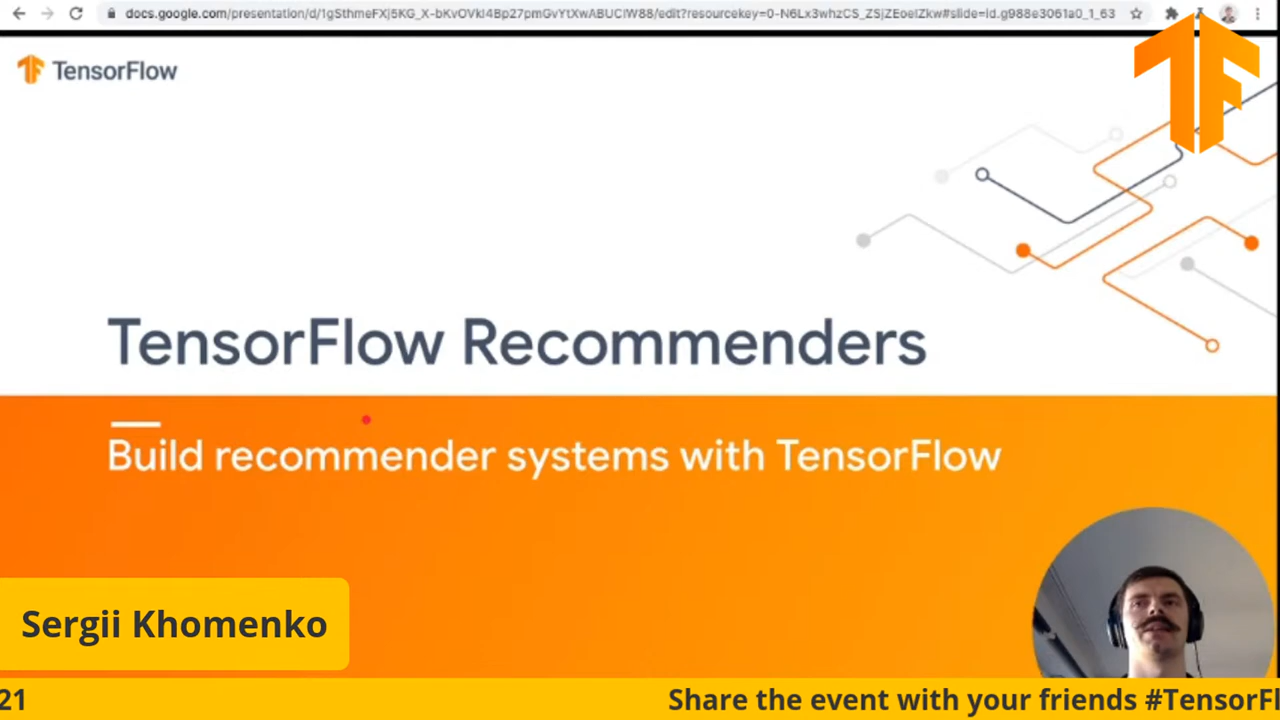 docs.google.com/presentation/d/1gSthmeFXj5KG_X-bKvOVkI4Bp27pmGvYtXwABUCIW88/edit?resourcekey=0-N6Lx3whzCS_ZSjZEoeIZkw#slide=id.g988e3061a0_1_63
TensorFlow
TensorFlow Recommenders
Build recommender systems with TensorFlow
Sergii Khomenko
21 Share the event with your friends #TensorFl